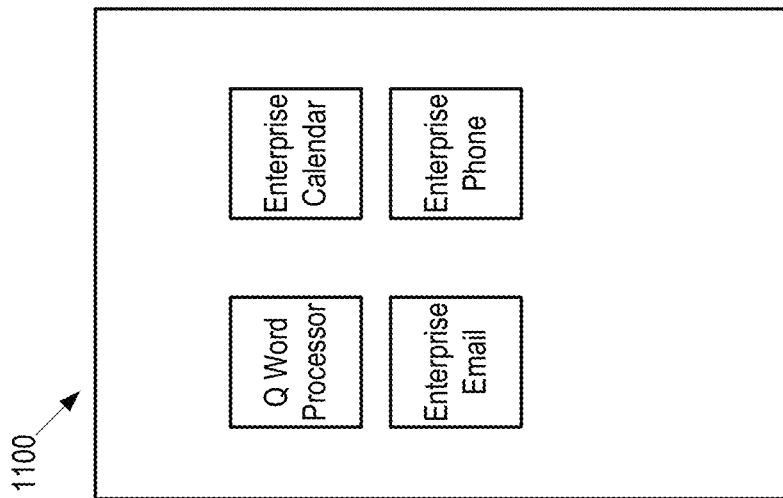 1100
Q Word
Processor
Enterprise
Calendar
Enterprise
Email
Enterprise
Phone